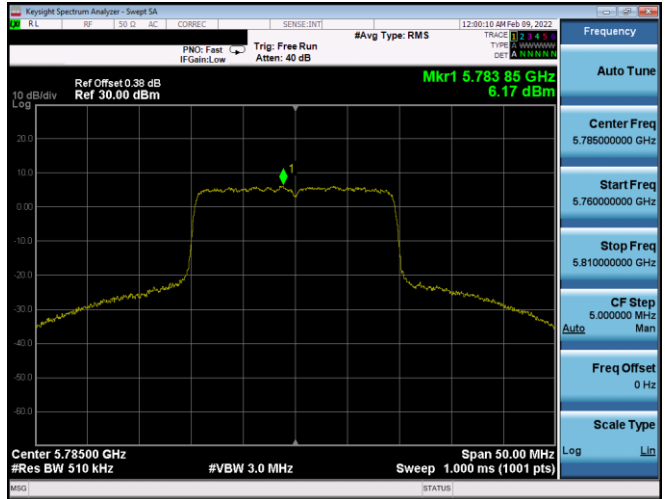 Keysight Spectrum Analyzer - Swept SA
RL RF 50 Ω AC CORREC SENSE:INT 12:00:10 AM Feb 09, 2022
#Avg Type: RMS TRACE 1 2 3 4 5 6
PNO: Fast Trig: Free Run TYPE A WWWWW
IFGain:Low Atten: 40 dB DET A N N N N N
Mkr1 5.783 85 GHz
Ref Offset 0.38 dB
10 dB/div Ref 30.00 dBm 6.17 dBm
Log
20.0
10.0
1
0.00
-10.0
-20.0
-30.0
-40.0
-50.0
-60.0
Center 5.78500 GHz Span 50.00 MHz
#Res BW 510 kHz #VBW 3.0 MHz Sweep 1.000 ms (1001 pts)
MSG STATUS
Frequency
Auto Tune
Center Freq
5.785000000 GHz
Start Freq
5.760000000 GHz
Stop Freq
5.810000000 GHz
CF Step
5.000000 MHz
Auto Man
Freq Offset
0 Hz
Scale Type
Log Lin